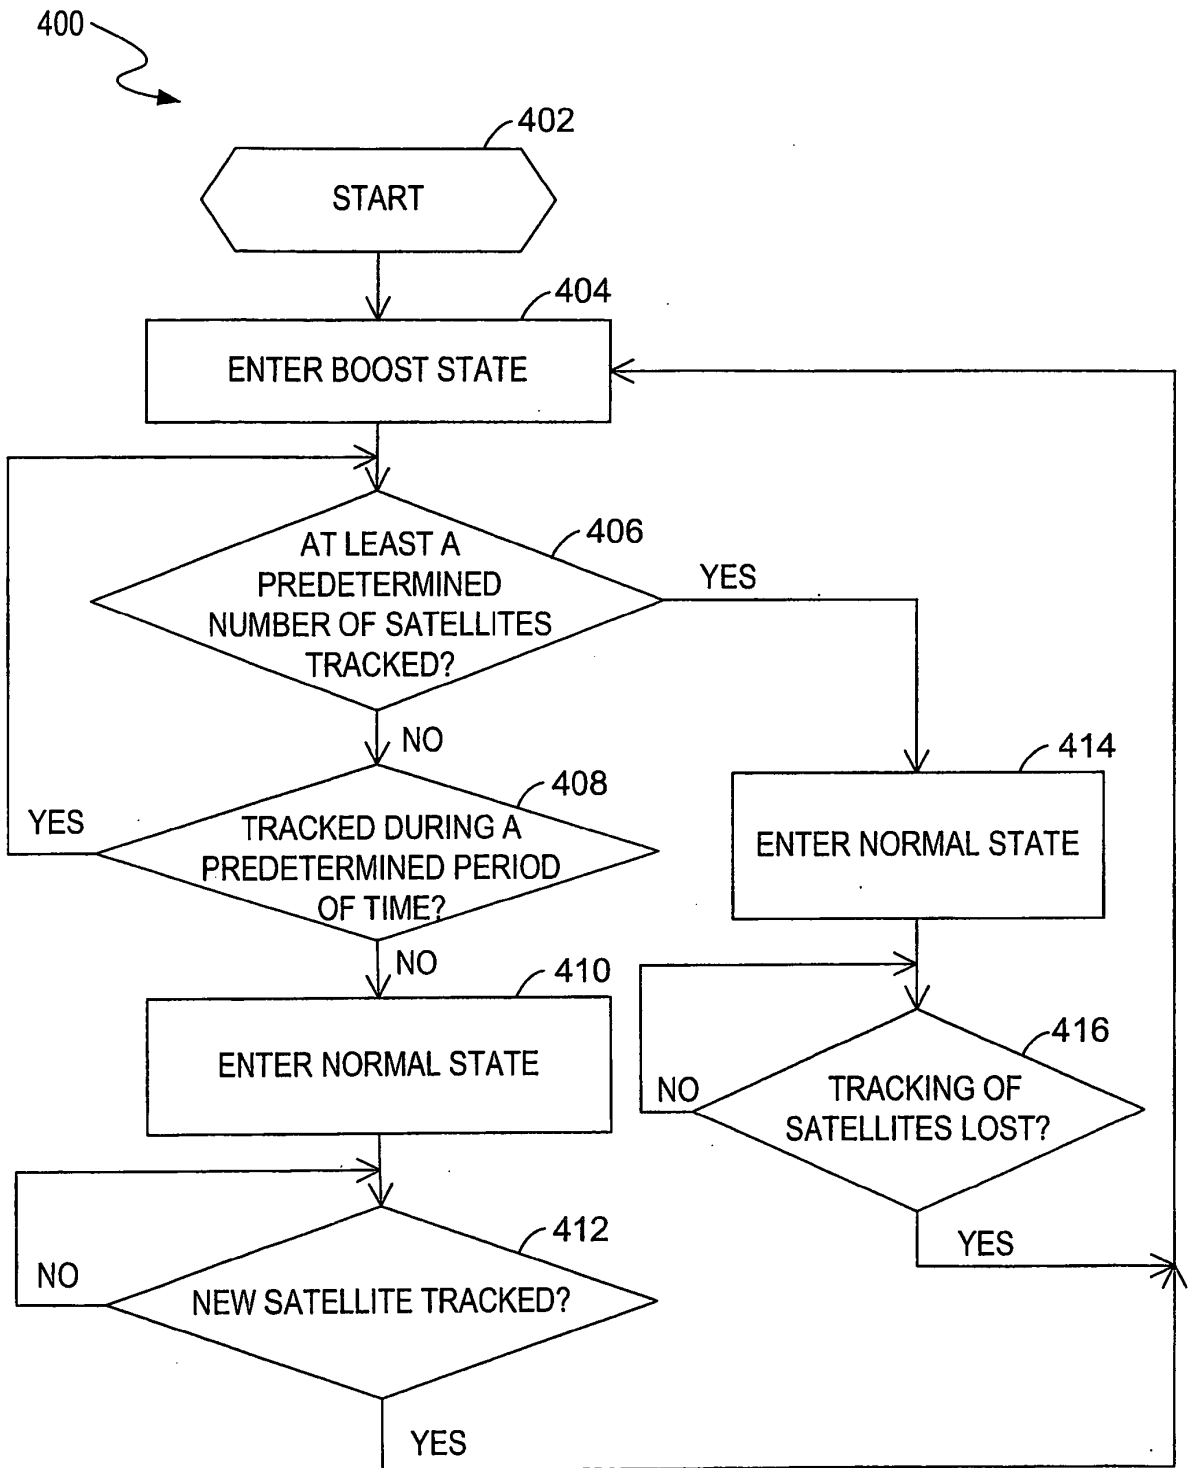 400
402
START
404
ENTER BOOST STATE
406
AT LEAST A
PREDETERMINED
NUMBER OF SATELLITES
TRACKED?
YES
NO
408
YES
TRACKED DURING A
PREDETERMINED PERIOD
OF TIME?
NO
414
ENTER NORMAL STATE
410
ENTER NORMAL STATE
416
NO
TRACKING OF
SATELLITES LOST?
YES
412
NO
NEW SATELLITE TRACKED?
YES